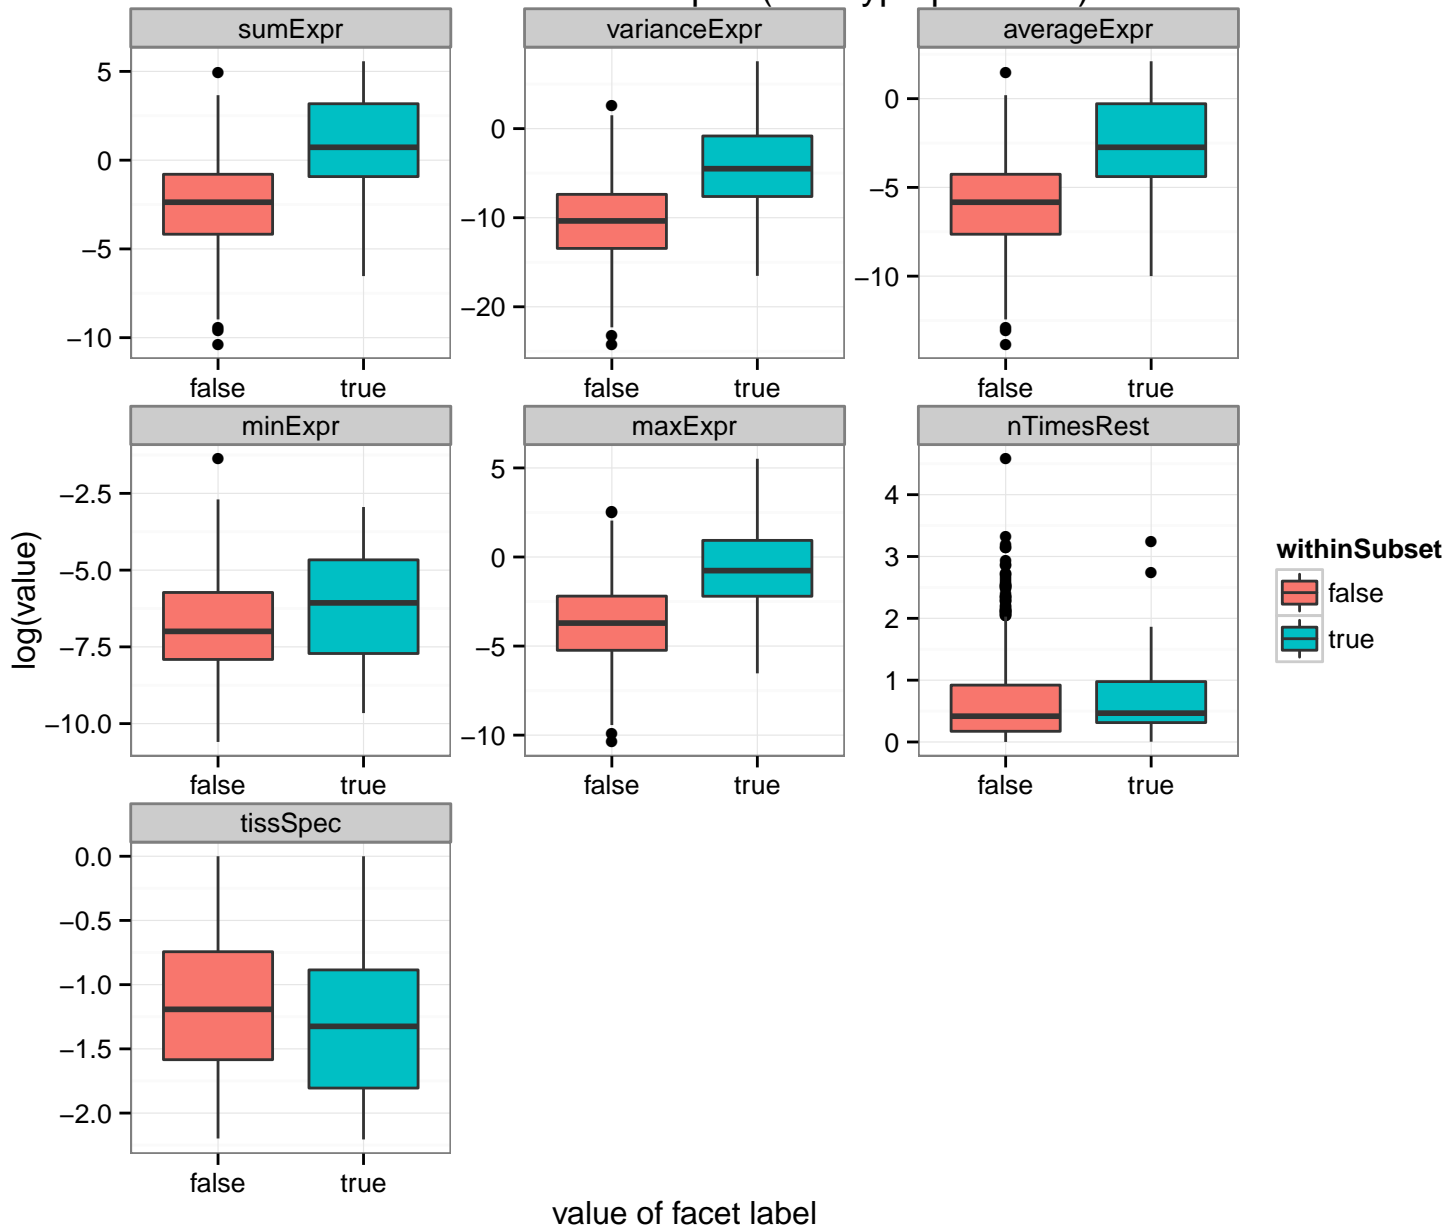 sumExpr
varianceExpr
averageExpr
5
0
−5
−10
false
true
0
−10
−20
false
true
0
−5
−10
false
true
minExpr
maxExpr
nTimesRest
−2.5
−5.0
−7.5
−10.0
false
true
5
0
−5
−10
false
true
4
3
2
1
0
false
true
tissSpec
0.0
−0.5
−1.0
−1.5
−2.0
false
true
log(value)
value of facet label
withinSubset
false
true